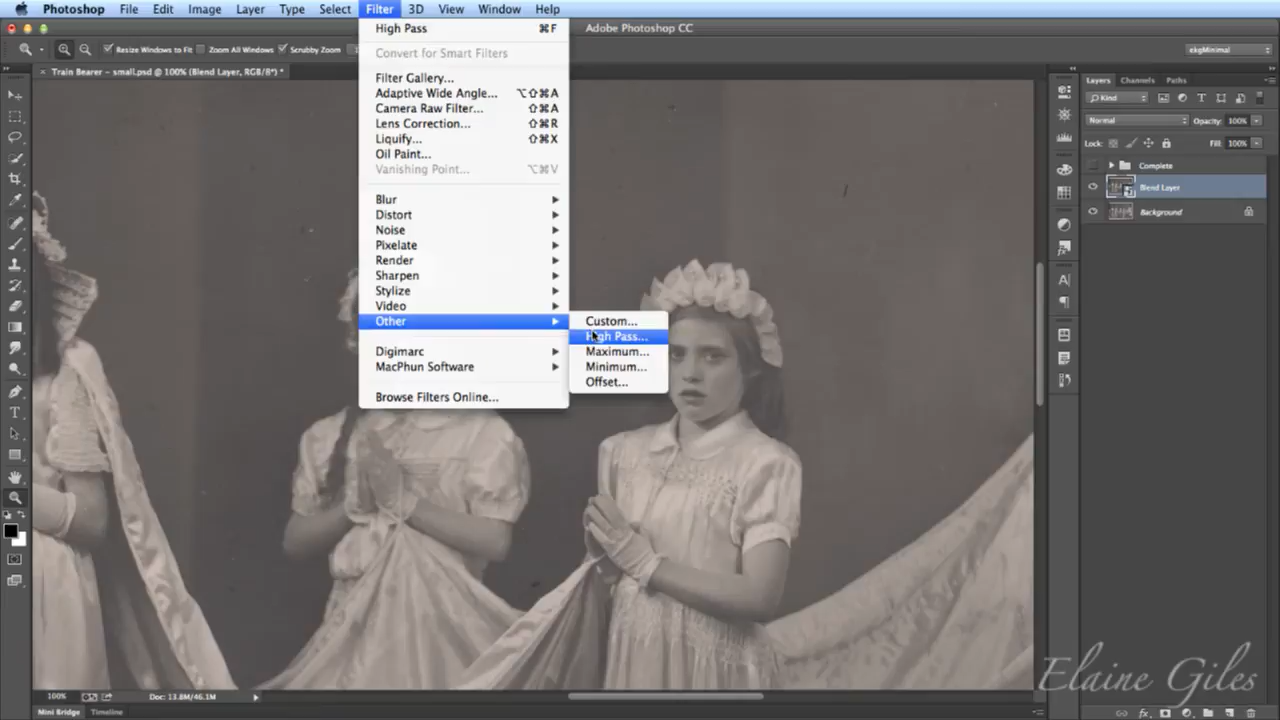 Photoshop File Edit Image Layer Type Select Filter 3D View Window Help
Adobe Photoshop CC
Resize Windows to Fit Zoom All Windows Scrubby Zoom
ekgMinimal
Train Bearer - small.psd @ 100% (Blend Layer, RGB/8*) *
High Pass ⌘F
Convert for Smart Filters
Filter Gallery...
Adaptive Wide Angle... ⌥⇧⌘A
Camera Raw Filter... ⇧⌘A
Lens Correction... ⇧⌘R
Liquify... ⇧⌘X
Oil Paint...
Vanishing Point... ⌥⌘V
Blur
Distort
Noise
Pixelate
Render
Sharpen
Stylize
Video
Other
Digimarc
MacPhun Software
Browse Filters Online...
Custom...
High Pass...
Maximum...
Minimum...
Offset...
Layers Channels Paths
Kind
Normal Opacity: 100%
Lock: Fill: 100%
Complete
Blend Layer
Background
100% Doc: 13.8M/46.1M
Mini Bridge Timeline
Elaine Giles